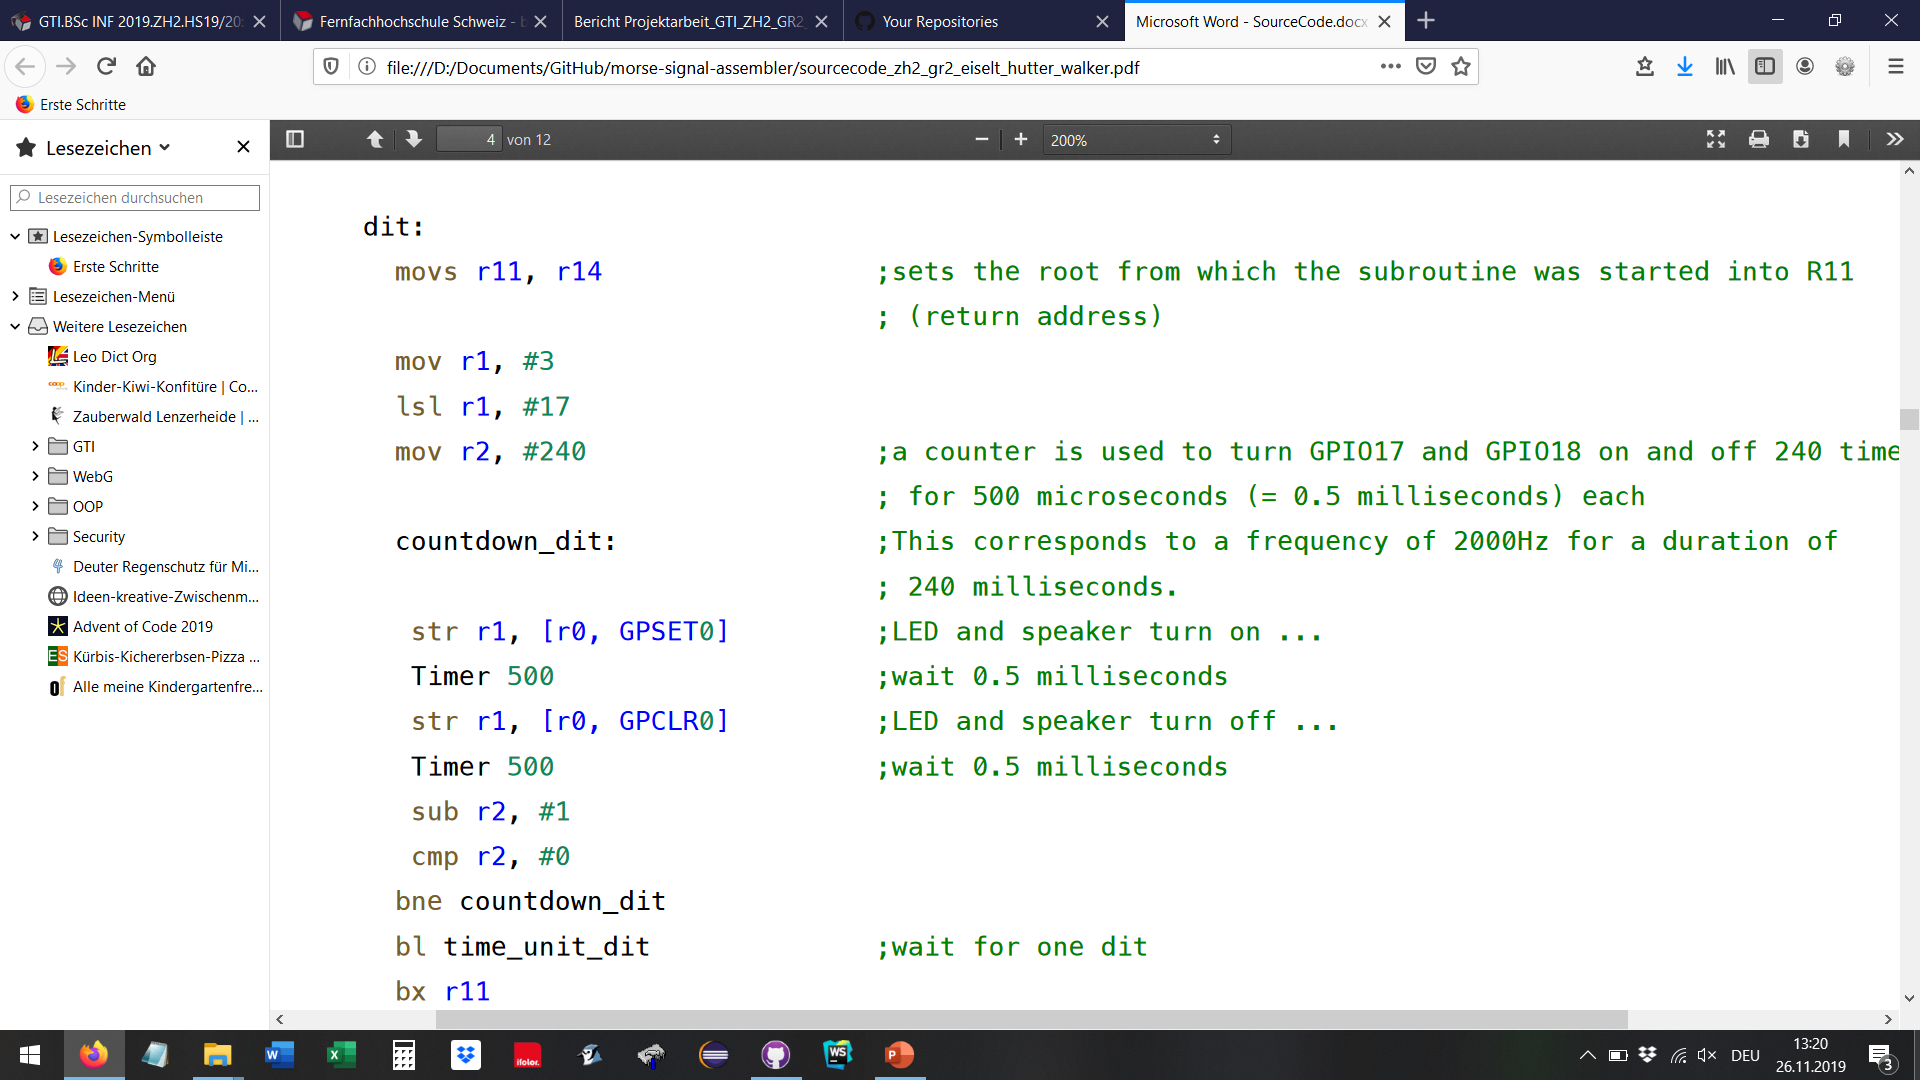 GTI.BSc INF 2019.ZH2.HS19/20
Fernfachhochschule Schweiz - b
Bericht Projektarbeit_GTI_ZH2_GR2_
Your Repositories
Microsoft Word - SourceCode.docx
file:///D:/Documents/GitHub/morse-signal-assembler/sourcecode_zh2_gr2_eiselt_hutter_walker.pdf
Erste Schritte
Lesezeichen
4 von 12
200%
Lesezeichen durchsuchen
Lesezeichen-Symbolleiste
Erste Schritte
Lesezeichen-Menü
Weitere Lesezeichen
Leo Dict Org
Kinder-Kiwi-Konfitüre | Co...
Zauberwald Lenzerheide | ...
GTI
WebG
OOP
Security
Deuter Regenschutz für Mi...
Ideen-kreative-Zwischenm...
Advent of Code 2019
ES Kürbis-Kichererbsen-Pizza ...
of Alle meine Kindergartenfre...
dit:
movs r11, r14 ;sets the root from which the subroutine was started into R11
; (return address)
mov r1, #3
lsl r1, #17
mov r2, #240 ;a counter is used to turn GPIO17 and GPIO18 on and off 240 time
; for 500 microseconds (= 0.5 milliseconds) each
countdown_dit: ;This corresponds to a frequency of 2000Hz for a duration of
; 240 milliseconds.
str r1, [r0, GPSET0] ;LED and speaker turn on ...
Timer 500 ;wait 0.5 milliseconds
str r1, [r0, GPCLR0] ;LED and speaker turn off ...
Timer 500 ;wait 0.5 milliseconds
sub r2, #1
cmp r2, #0
bne countdown_dit
bl time_unit_dit ;wait for one dit
bx r11
ifolor.
WS
DEU
13:20
26.11.2019
3